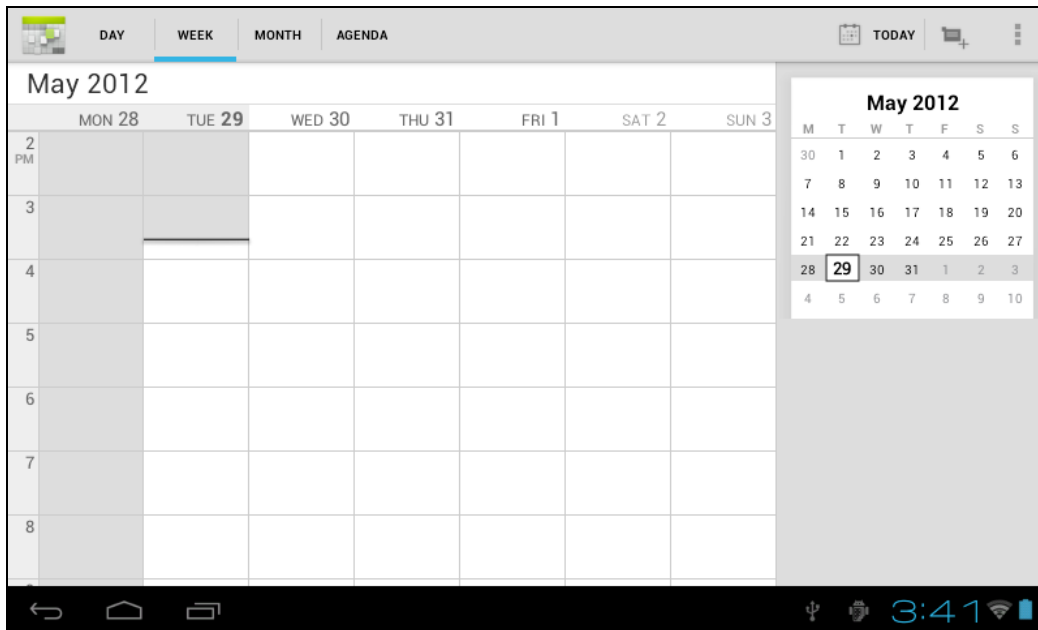 DAY WEEK MONTH AGENDA TODAY
May 2012
MON 28 TUE 29 WED 30 THU 31 FRI 1 SAT 2 SUN 3
2
PM
3
4
5
6
7
8
May 2012
M T W T F S S
30 1 2 3 4 5 6
7 8 9 10 11 12 13
14 15 16 17 18 19 20
21 22 23 24 25 26 27
28 29 30 31 1 2 3
4 5 6 7 8 9 10
3:41